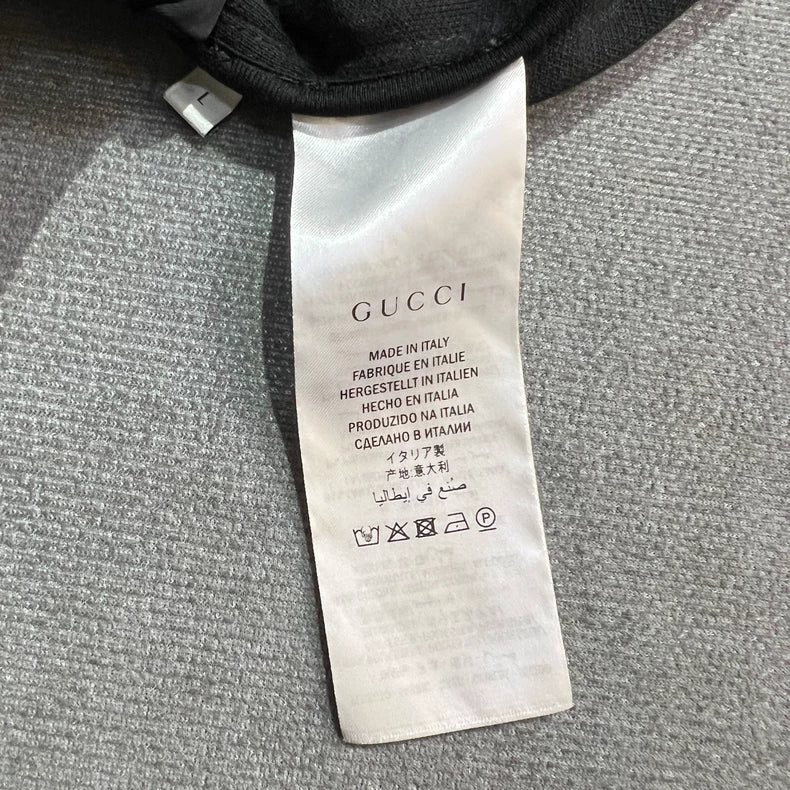 L
GUCCI
MADE IN ITALY
FABRIQUE EN ITALIE
HERGESTELLT IN ITALIEN
HECHO EN ITALIA
PRODUZIDO NA ITALIA
СДЕЛАНО В ИТАЛИИ
イタリア製
产地:意大利
صُنع في إيطاليا
P